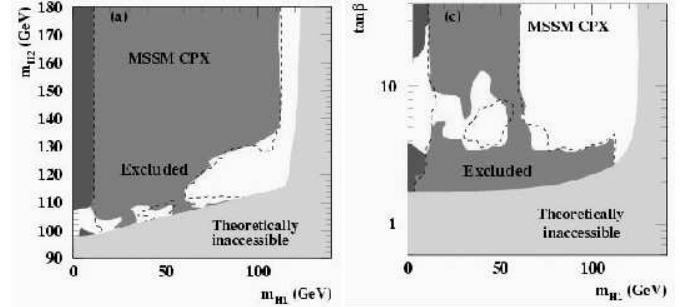 (a)
MSSM CPX
Excluded
Theoretically
inaccessible
180
170
160
150
140
130
120
110
100
90
0
50
100
m_H2 (GeV)
m_H1 (GeV)
(c)
MSSM CPX
Excluded
Theoretically
inaccessible
tanβ
10
1
0
50
100
m_H1 (GeV)